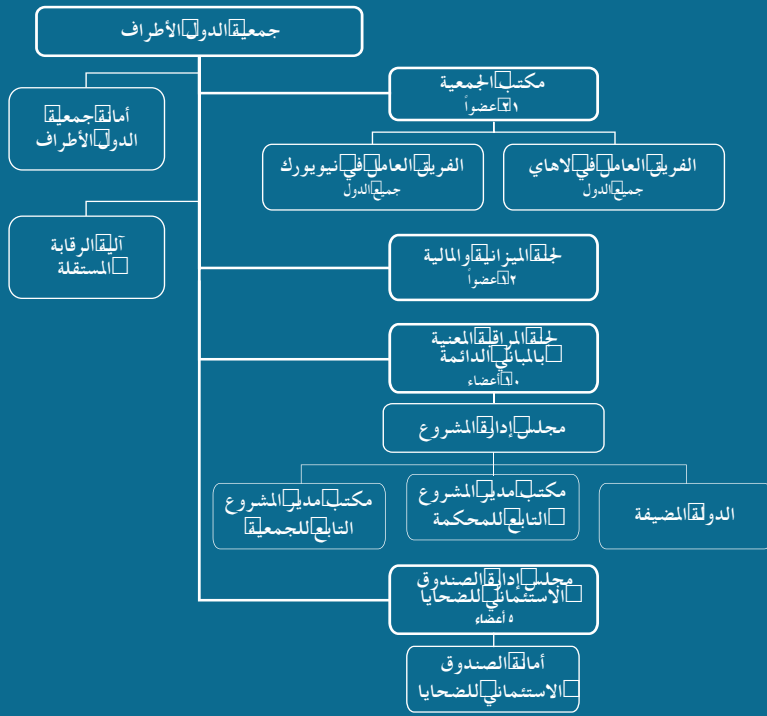 جمعية الدول الأطراف
مكتب الجمعية
٢١ عضواً
أمانة جمعية
الدول الأطراف
الفريق العامل في لاهاي
جميع الدول
الفريق العامل في نيويورك
جميع الدول
آلية الرقابة
المستقلة
لجنة الميزانية والمالية
١٢ عضواً
لجنة المراقبة المعنية
بالمباني الدائمة
١٠ أعضاء
مجلس إدارة المشروع
الدولة المضيفة
مكتب مدير المشروع
التابع للمحكمة
مكتب مدير المشروع
التابع للجمعية
مجلس إدارة الصندوق
الاستئماني للضحايا
٥ أعضاء
أمانة الصندوق
الاستئماني للضحايا